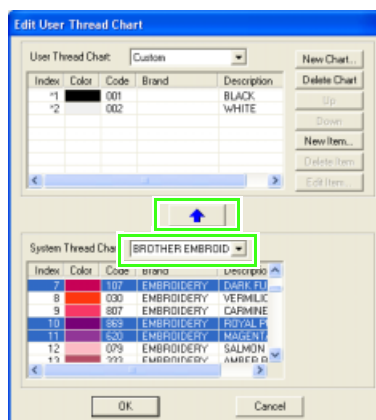 Edit User Thread Chart
User Thread Chart: Custom
New Chart...
Index Color Code Brand Description
Delete Chart
*1 001 BLACK
Up
*2 002 WHITE
Down
New Item...
Delete Item
Edit Item...
System Thread Chart BROTHER EMBROID
Index Color Code Brand Descriptio
7 107 EMBROIDERY DARK FU
8 030 EMBROIDERY VERMILIC
9 807 EMBROIDERY CARMINE
10 869 EMBROIDERY ROYAL P
11 620 EMBROIDERY MAGENT
12 079 EMBROIDERY SALMON
13 333 EMBROIDERY AMBER R
OK
Cancel